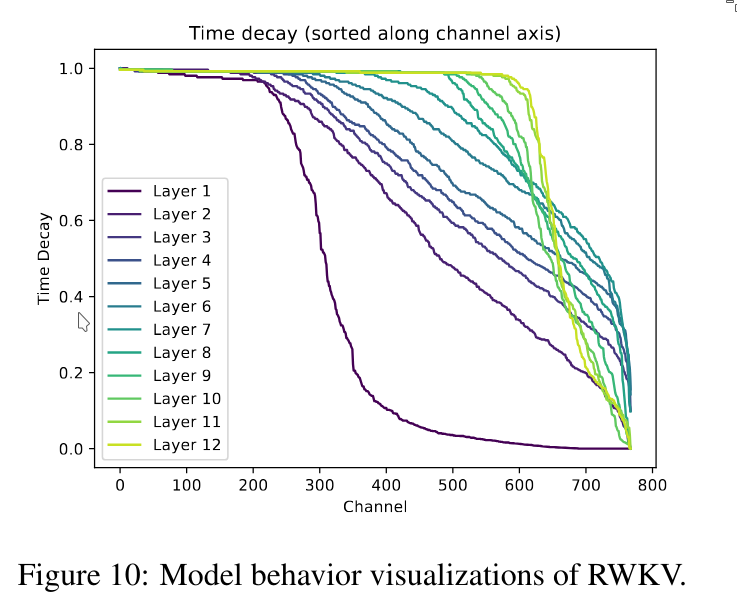 Time decay (sorted along channel axis)
1.0
0.8
0.6
0.4
0.2
0.0
Time Decay
Layer 1
Layer 2
Layer 3
Layer 4
Layer 5
Layer 6
Layer 7
Layer 8
Layer 9
Layer 10
Layer 11
Layer 12
0 100 200 300 400 500 600 700 800
Channel
Figure 10: Model behavior visualizations of RWKV.